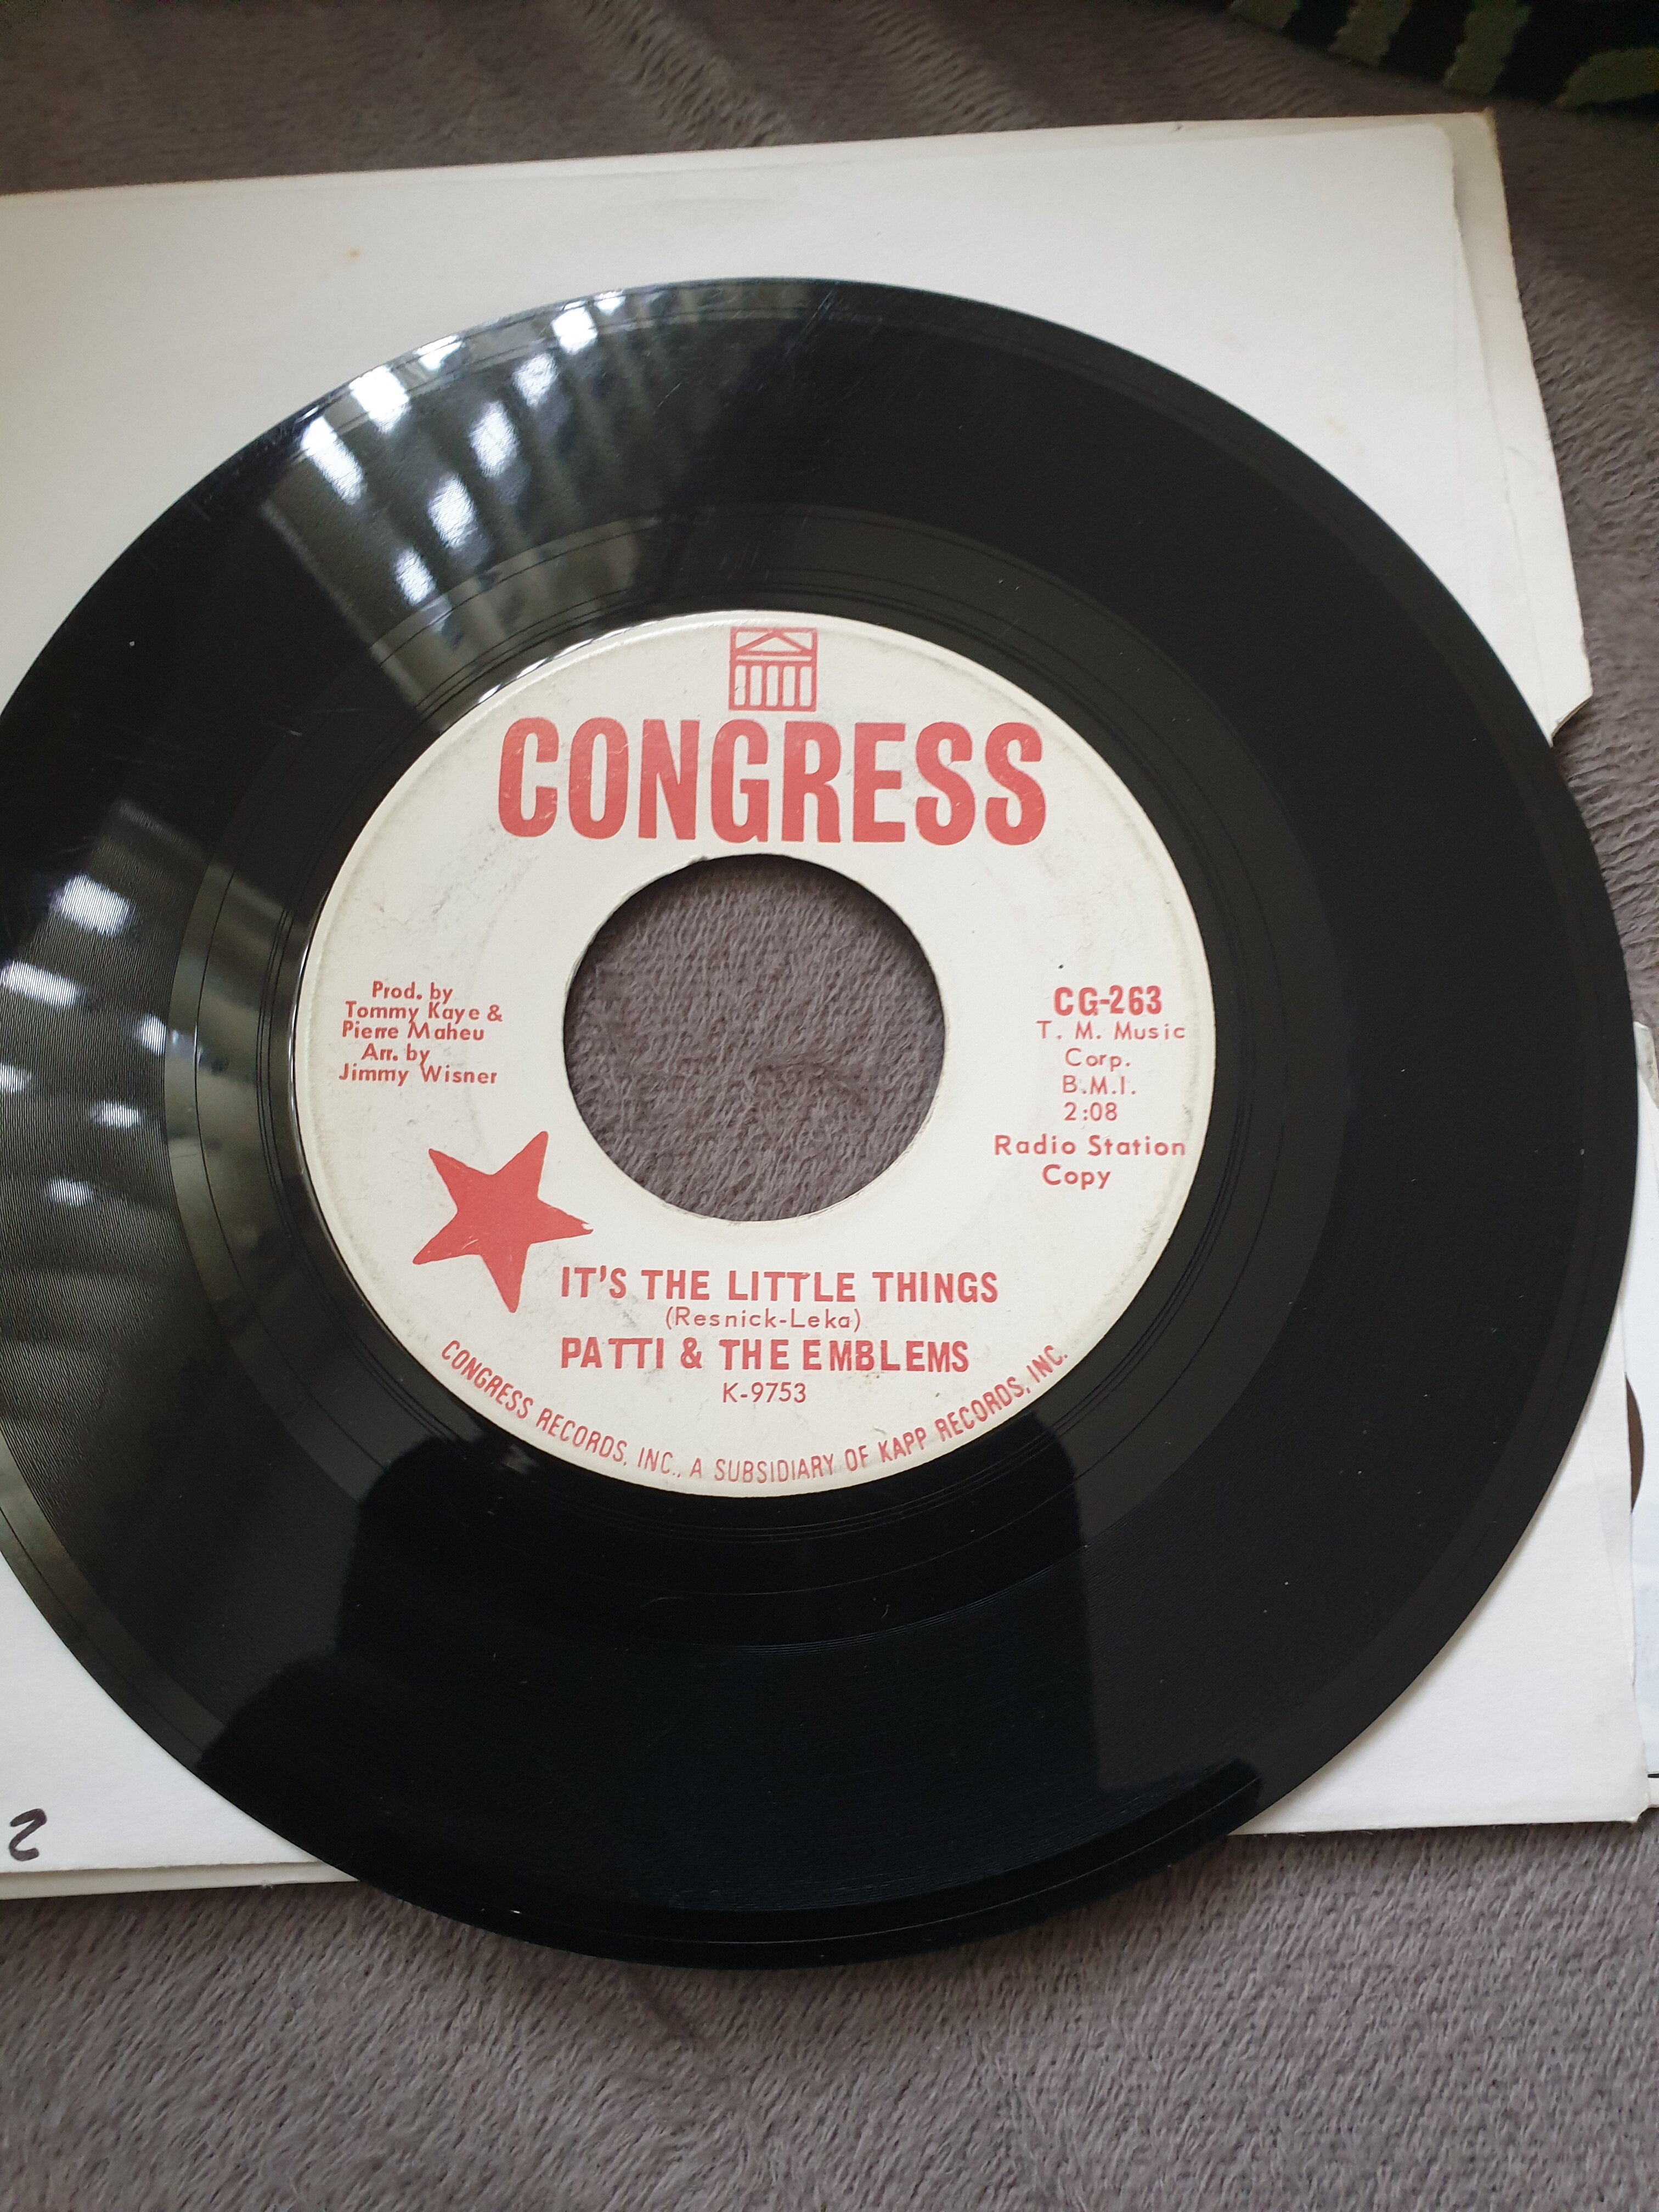 CONGRESS
Prod. by
Tommy Kaye &
Pierre Maheu
Arr. by
Jimmy Wisner
CG-263
T. M. Music
Corp.
B.M.I.
2:08
Radio Station
Copy
IT'S THE LITTLE THINGS
(Resnick-Leka)
PATTI & THE EMBLEMS
K-9753
CONGRESS RECORDS, INC., A SUBSIDIARY OF KAPP RECORDS, INC.
2